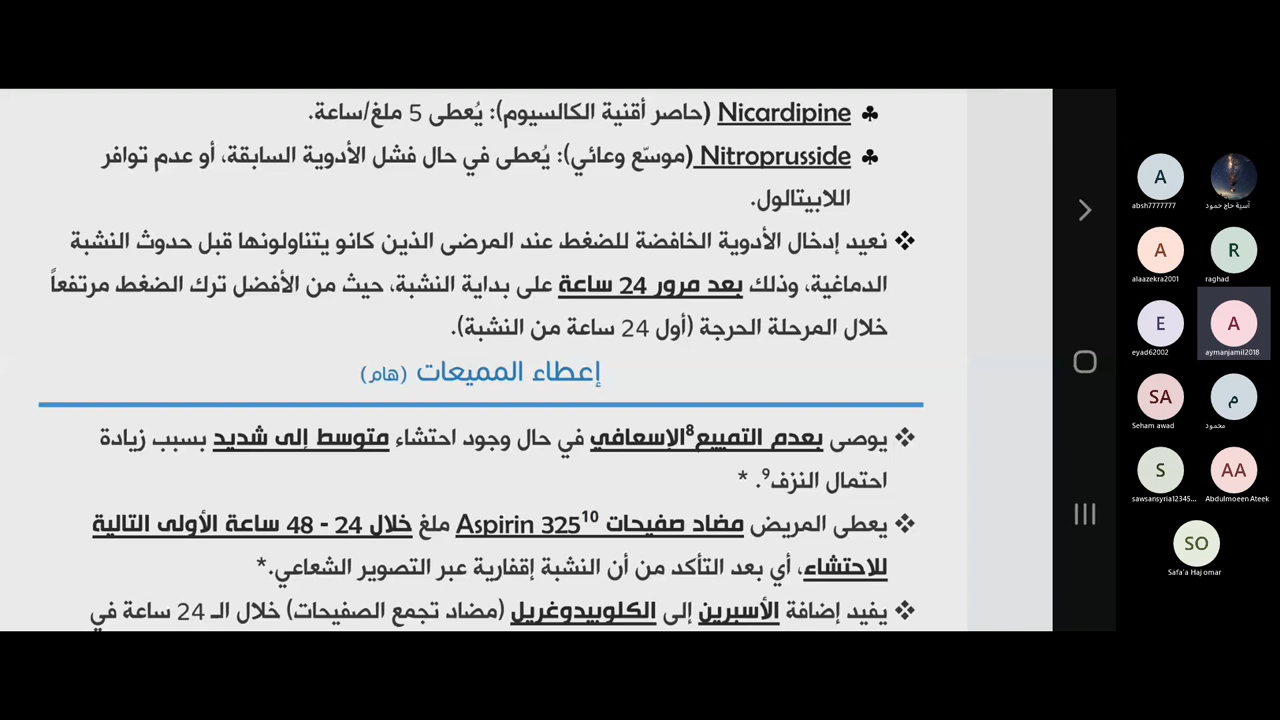 ♣ Nicardipine (حاصر أقنية الكالسيوم): يُعطى 5 ملغ/ساعة.
♣ Nitroprusside (موسّع وعائي): يُعطى في حال فشل الأدوية السابقة، أو عدم توافر
اللابيتالول.
❖ نعيد إدخال الأدوية الخافضة للضغط عند المرضى الذين كانو يتناولونها قبل حدوث النشبة
الدماغية، وذلك بعد مرور 24 ساعة على بداية النشبة، حيث من الأفضل ترك الضغط مرتفعاً
خلال المرحلة الحرجة (أول 24 ساعة من النشبة).
إعطاء المميعات (هام)
❖ يوصى بعدم التمييع⁸ الإسعافي في حال وجود احتشاء متوسط إلى شديد بسبب زيادة
احتمال النزف⁹. *
❖ يعطى المريض مضاد صفيحات Aspirin 325¹⁰ ملغ خلال 24 - 48 ساعة الأولى التالية
للاحتشاء، أي بعد التأكد من أن النشبة إقفارية عبر التصوير الشعاعي.*
❖ يفيد إضافة الأسبرين إلى الكلوبيدوغريل (مضاد تجمع الصفيحات) خلال الـ 24 ساعة في
A
absh7777777
آسية حاج حمود
A
alaazekra2001
R
raghad
E
eyad62002
A
aymanjamil2018
SA
Seham awad
م
محمود
S
sawsansyria12345...
AA
Abdulmoeen Ateek
SO
Safa'a Haj omar